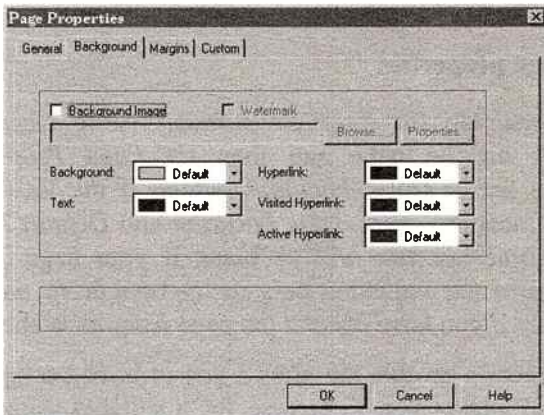 Page Properties
General Background Margins Custom
Background Image Watermark
Browse... Properties
Background: Default Hyperlink: Default
Text: Default Visited Hyperlink: Default
Active Hyperlink: Default
OK Cancel Help